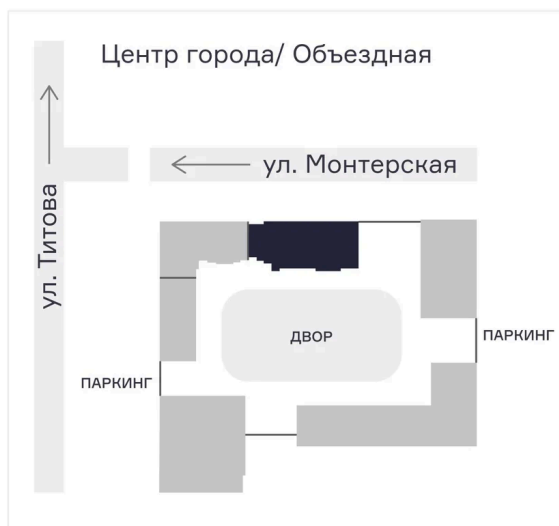 Центр города/ Объездная
ул. Монтерская
ул. Титова
ДВОР
ПАРКИНГ
ПАРКИНГ